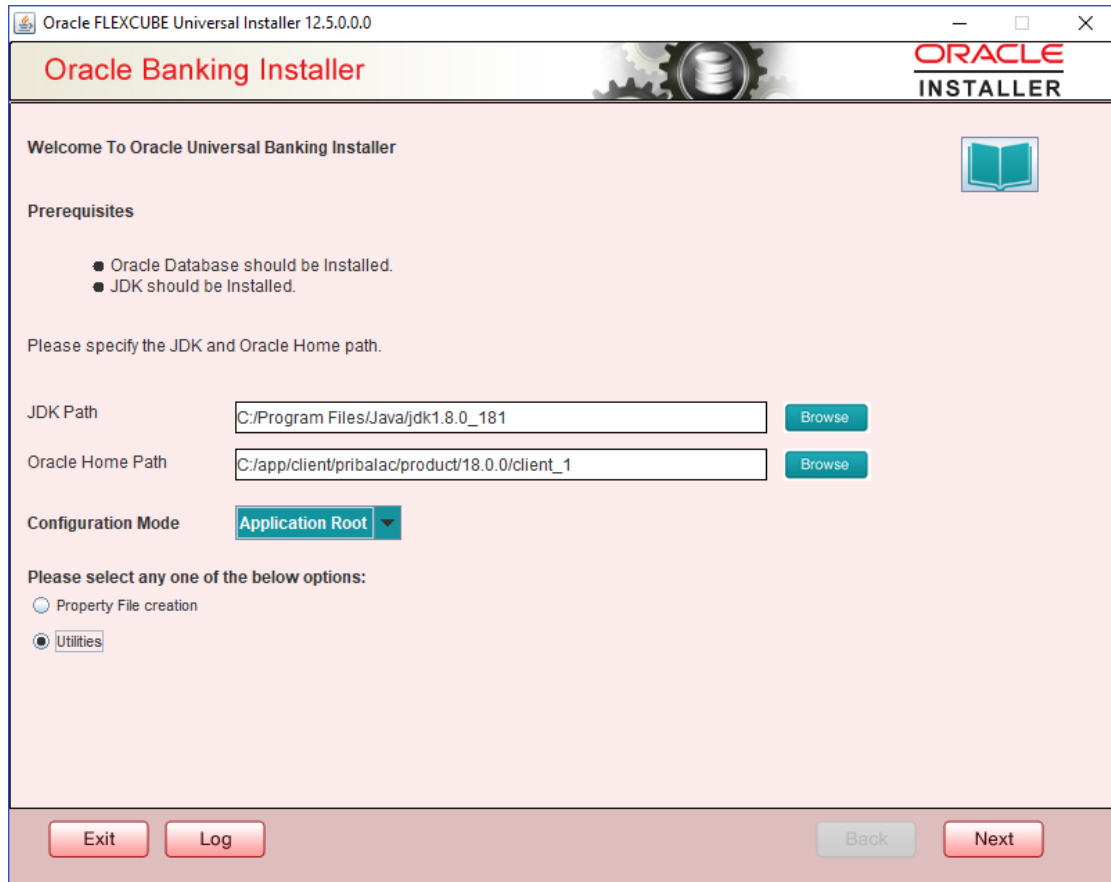 Oracle FLEXCUBE Universal Installer 12.5.0.0.0
Oracle Banking Installer
ORACLE
INSTALLER
Welcome To Oracle Universal Banking Installer
Prerequisites
Oracle Database should be Installed.
JDK should be Installed.
Please specify the JDK and Oracle Home path.
JDK Path
C:/Program Files/Java/jdk1.8.0_181
Browse
Oracle Home Path
C:/app/client/pribalac/product/18.0.0/client_1
Browse
Configuration Mode
Application Root
Please select any one of the below options:
Property File creation
Utilities
Exit
Log
Back
Next